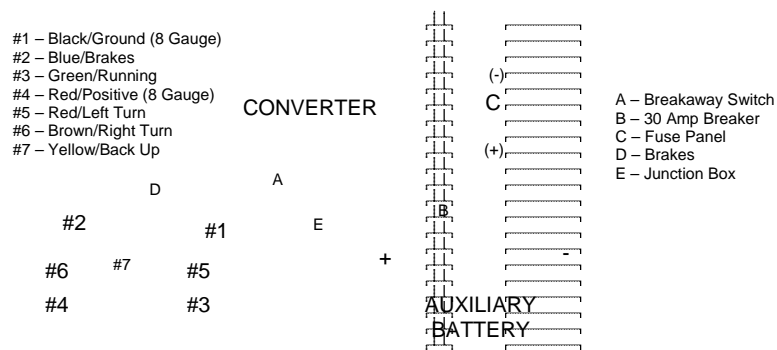 #1 – Black/Ground (8 Gauge)
#2 – Blue/Brakes
#3 – Green/Running
#4 – Red/Positive (8 Gauge)
#5 – Red/Left Turn
#6 – Brown/Right Turn
#7 – Yellow/Back Up
CONVERTER
(-)
C
(+)
A – Breakaway Switch
B – 30 Amp Breaker
C – Fuse Panel
D – Brakes
E – Junction Box
D
A
B
#2
#1
E
+
-
#6
#7
#5
#4
#3
AUXILIARY
BATTERY